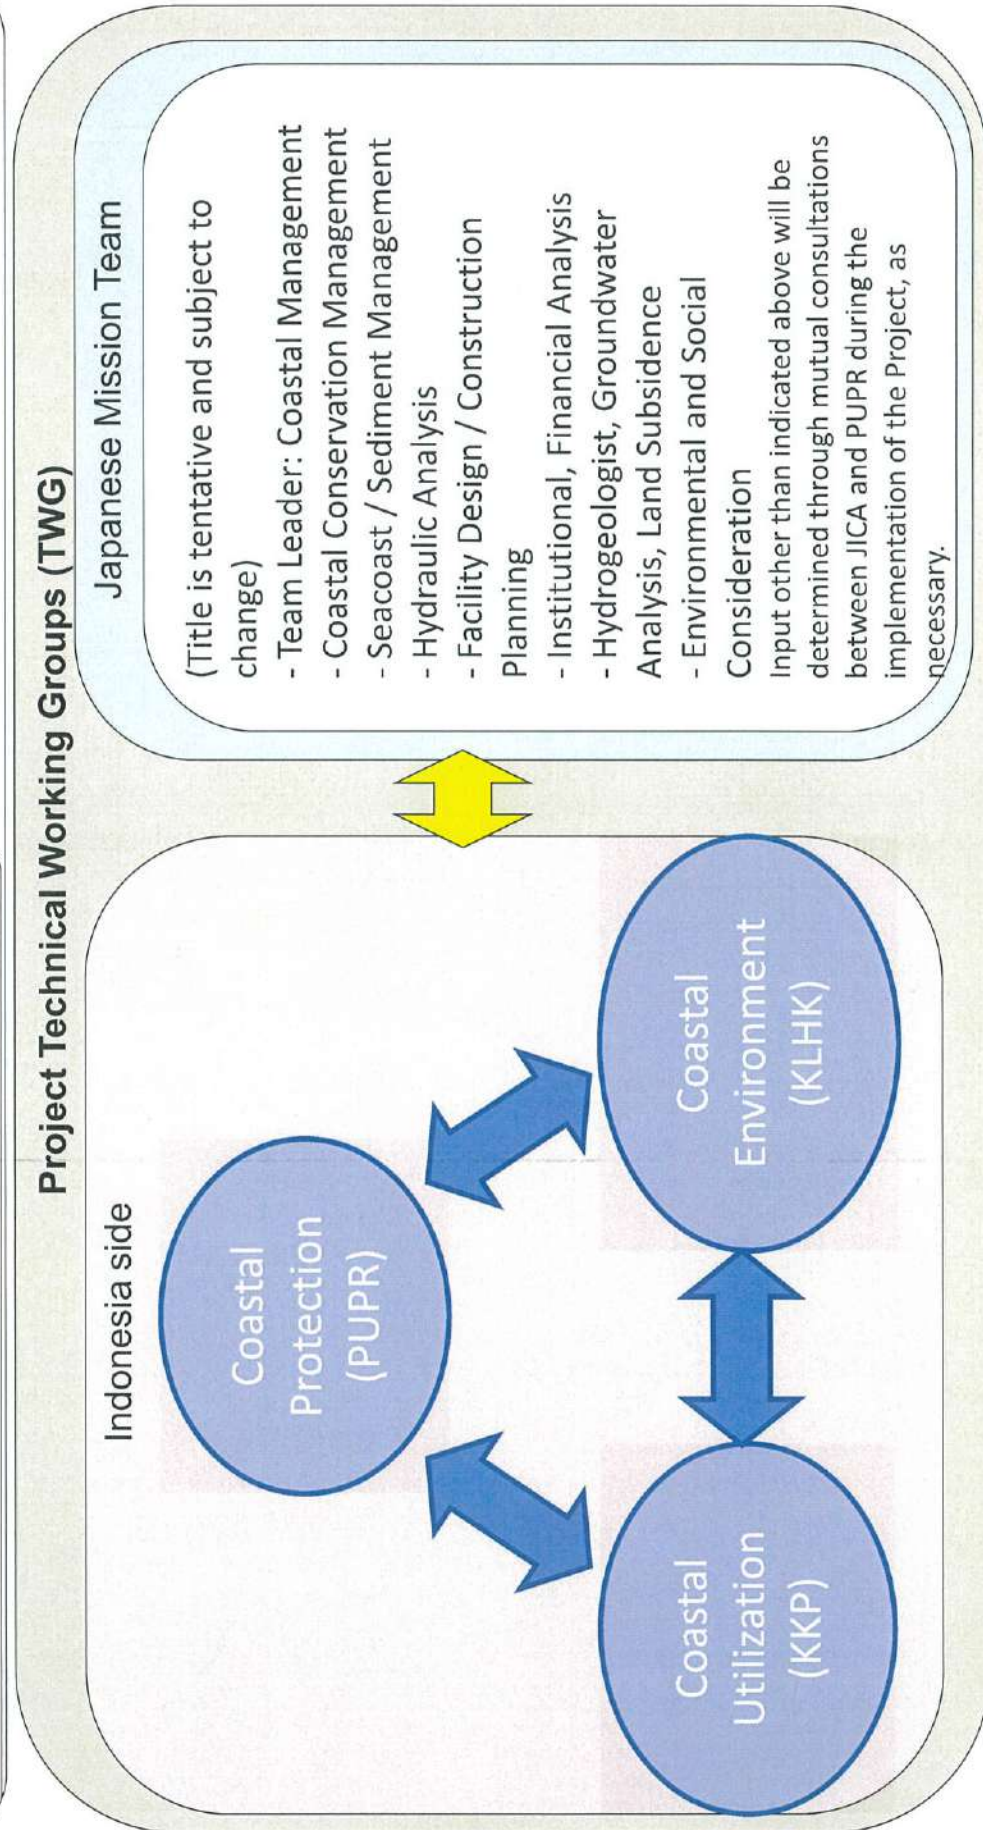 Project Technical Working Groups (TWG)
Indonesia side
Coastal
Protection
(PUPR)
Coastal
Utilization
(KKP)
Coastal
Environment
(KLHK)
Japanese Mission Team
(Title is tentative and subject to
change)
- Team Leader: Coastal Management
- Coastal Conservation Management
- Seacoast / Sediment Management
- Hydraulic Analysis
- Facility Design / Construction
Planning
- Institutional, Financial Analysis
- Hydrogeologist, Groundwater
Analysis, Land Subsidence
- Environmental and Social
Consideration
Input other than indicated above will be
determined through mutual consultations
between JICA and PUPR during the
implementation of the Project, as
necessary.